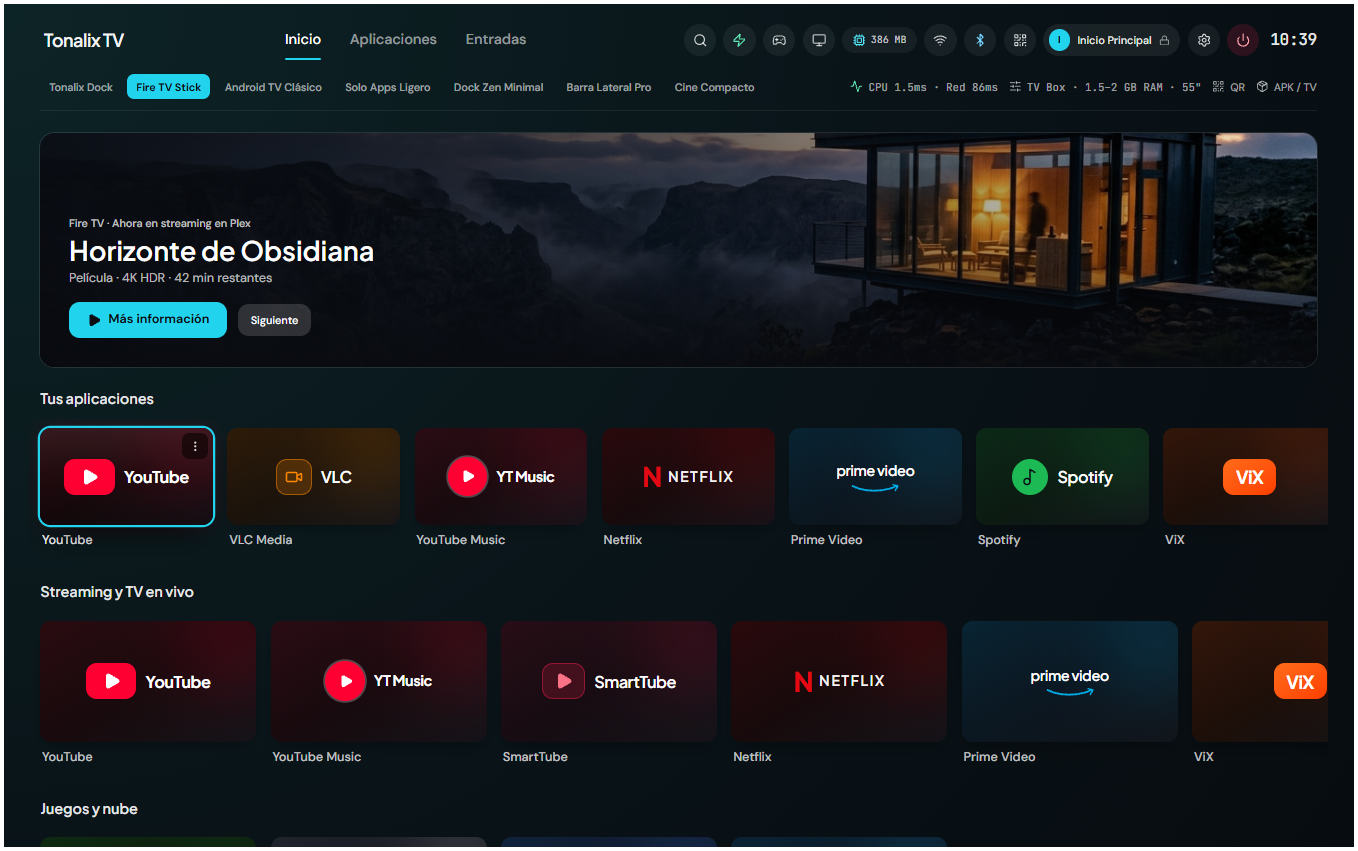 Tonalix TV
Inicio Aplicaciones Entradas
386 MB
I Inicio Principal
10:39
Tonalix Dock Fire TV Stick Android TV Clásico Solo Apps Ligero Dock Zen Minimal Barra Lateral Pro Cine Compacto
CPU 1.5ms · Red 86ms TV Box · 1.5–2 GB RAM · 55" QR APK / TV
Fire TV · Ahora en streaming en Plex
Horizonte de Obsidiana
Película · 4K HDR · 42 min restantes
Más información Siguiente
Tus aplicaciones
YouTube VLC YT Music N NETFLIX prime video Spotify ViX
YouTube VLC Media YouTube Music Netflix Prime Video Spotify ViX
Streaming y TV en vivo
YouTube YT Music SmartTube N NETFLIX prime video ViX
YouTube YouTube Music SmartTube Netflix Prime Video ViX
Juegos y nube